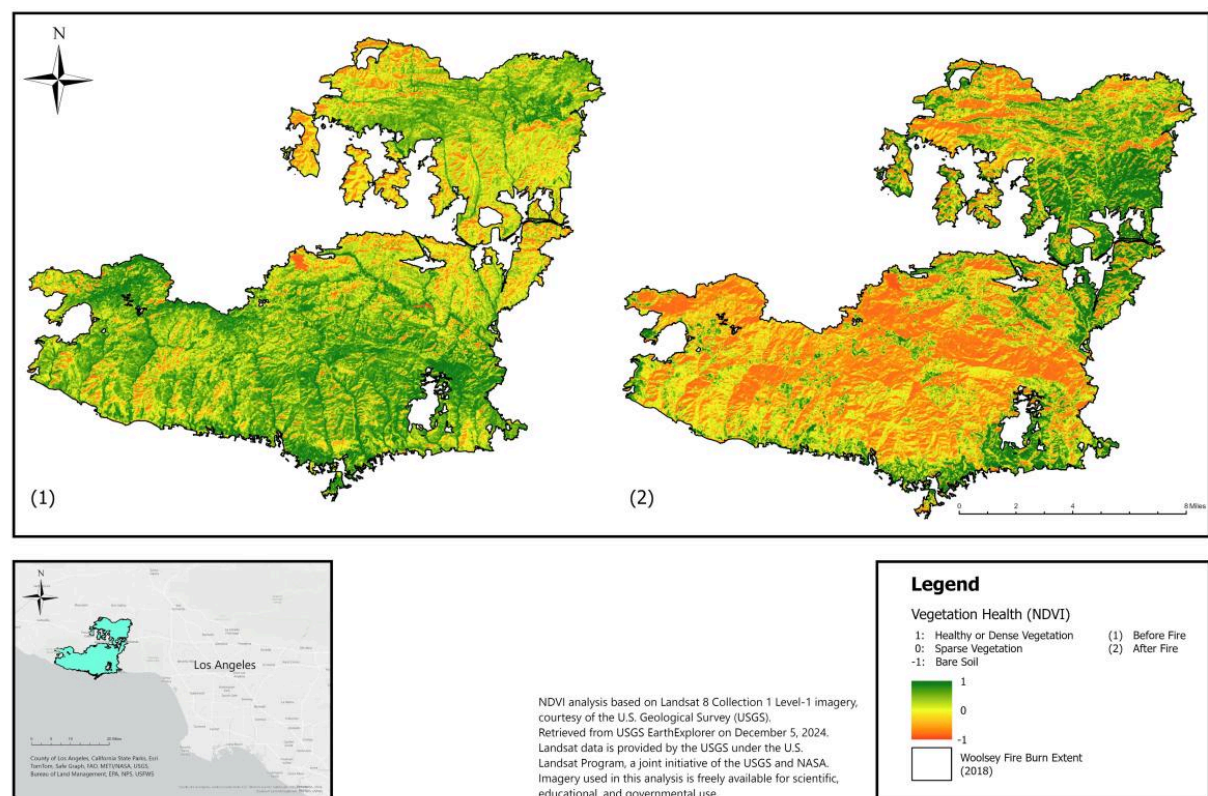 N
(1)
(2)
0 2 4 8 Miles
N
Los Angeles
County of Los Angeles, California State Parks, Esri
TomTom, Safe Graph, FAO, METI/NASA, USGS,
Bureau of Land Management, EPA, NPS, USFWS
NDVI analysis based on Landsat 8 Collection 1 Level-1 imagery,
courtesy of the U.S. Geological Survey (USGS).
Retrieved from USGS EarthExplorer on December 5, 2024.
Landsat data is provided by the USGS under the U.S.
Landsat Program, a joint initiative of the USGS and NASA.
Imagery used in this analysis is freely available for scientific,
educational, and governmental use.
Legend
Vegetation Health (NDVI)
1: Healthy or Dense Vegetation (1) Before Fire
0: Sparse Vegetation (2) After Fire
-1: Bare Soil
1
0
-1
Woolsey Fire Burn Extent
(2018)